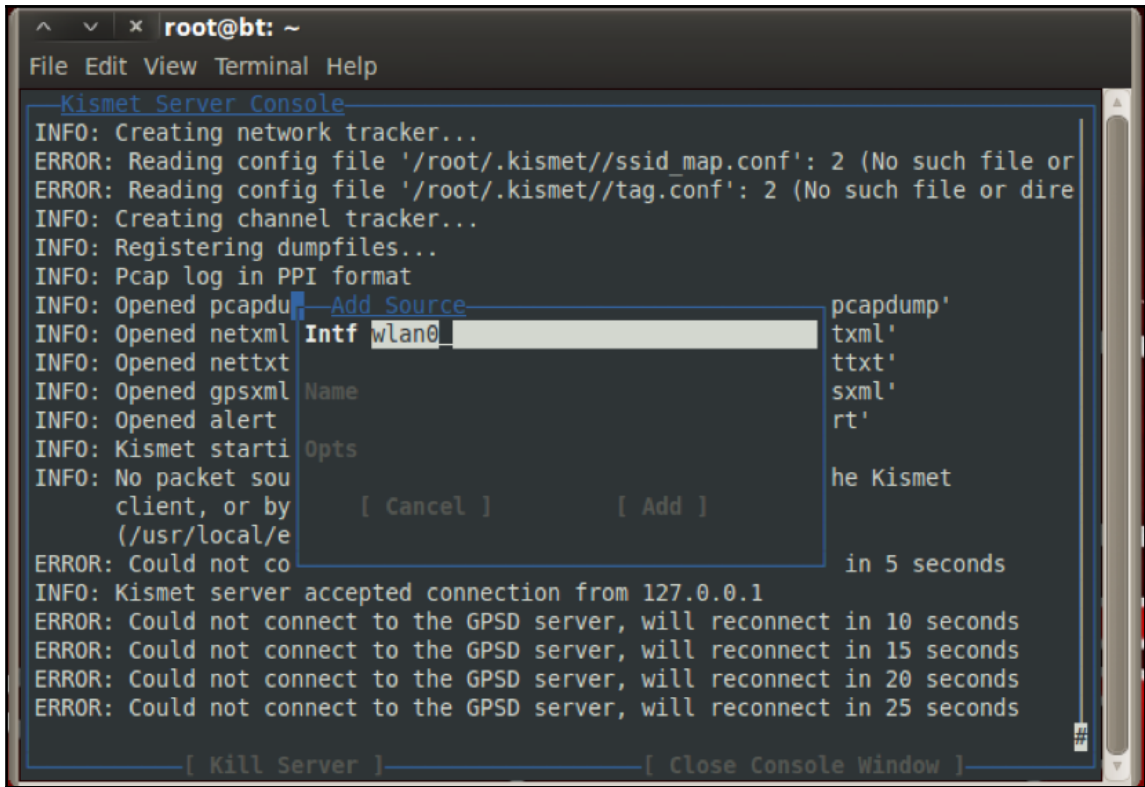 root@bt: ~
File Edit View Terminal Help
Kismet Server Console
INFO: Creating network tracker...
ERROR: Reading config file '/root/.kismet//ssid_map.conf': 2 (No such file or
ERROR: Reading config file '/root/.kismet//tag.conf': 2 (No such file or dire
INFO: Creating channel tracker...
INFO: Registering dumpfiles...
INFO: Pcap log in PPI format
INFO: Opened pcapdu Add Source pcapdump'
INFO: Opened netxml Intf wlan0_ txml'
INFO: Opened nettxt ttxt'
INFO: Opened gpsxml Name sxml'
INFO: Opened alert rt'
INFO: Kismet starti Opts
INFO: No packet sou he Kismet
client, or by [ Cancel ] [ Add ]
(/usr/local/e
ERROR: Could not co in 5 seconds
INFO: Kismet server accepted connection from 127.0.0.1
ERROR: Could not connect to the GPSD server, will reconnect in 10 seconds
ERROR: Could not connect to the GPSD server, will reconnect in 15 seconds
ERROR: Could not connect to the GPSD server, will reconnect in 20 seconds
ERROR: Could not connect to the GPSD server, will reconnect in 25 seconds
#
[ Kill Server ] [ Close Console Window ]